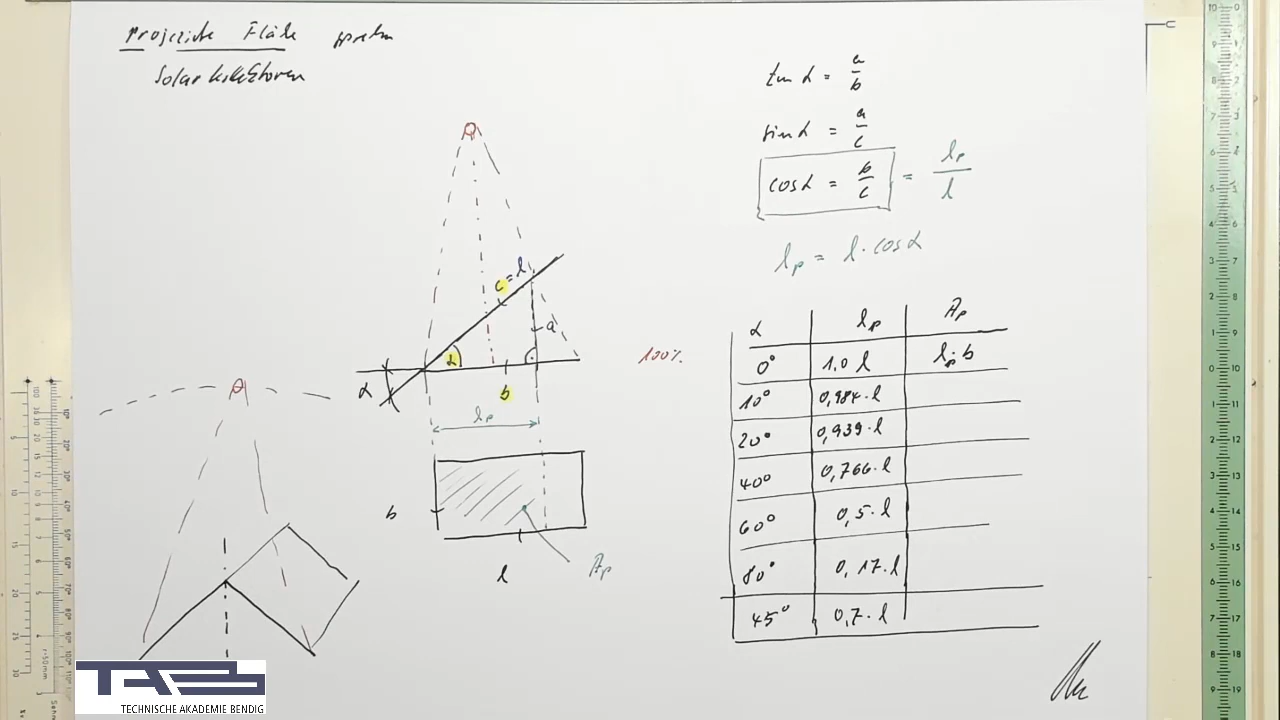 Projezierte Fläche
Solarkollektoren
tan α = a/b
sin α = a/c
cos α = b/c = lp/l
lp = l · cos α
c = l
a
α
α
b
100%
lp
b
l
Ap
α lp Ap
0° 1.0 l lp·b
10° 0,984·l
20° 0,939·l
40° 0,766·l
60° 0,5·l
80° 0,17·l
45° 0,7·l
TAB
TECHNISCHE AKADEMIE BENDIG